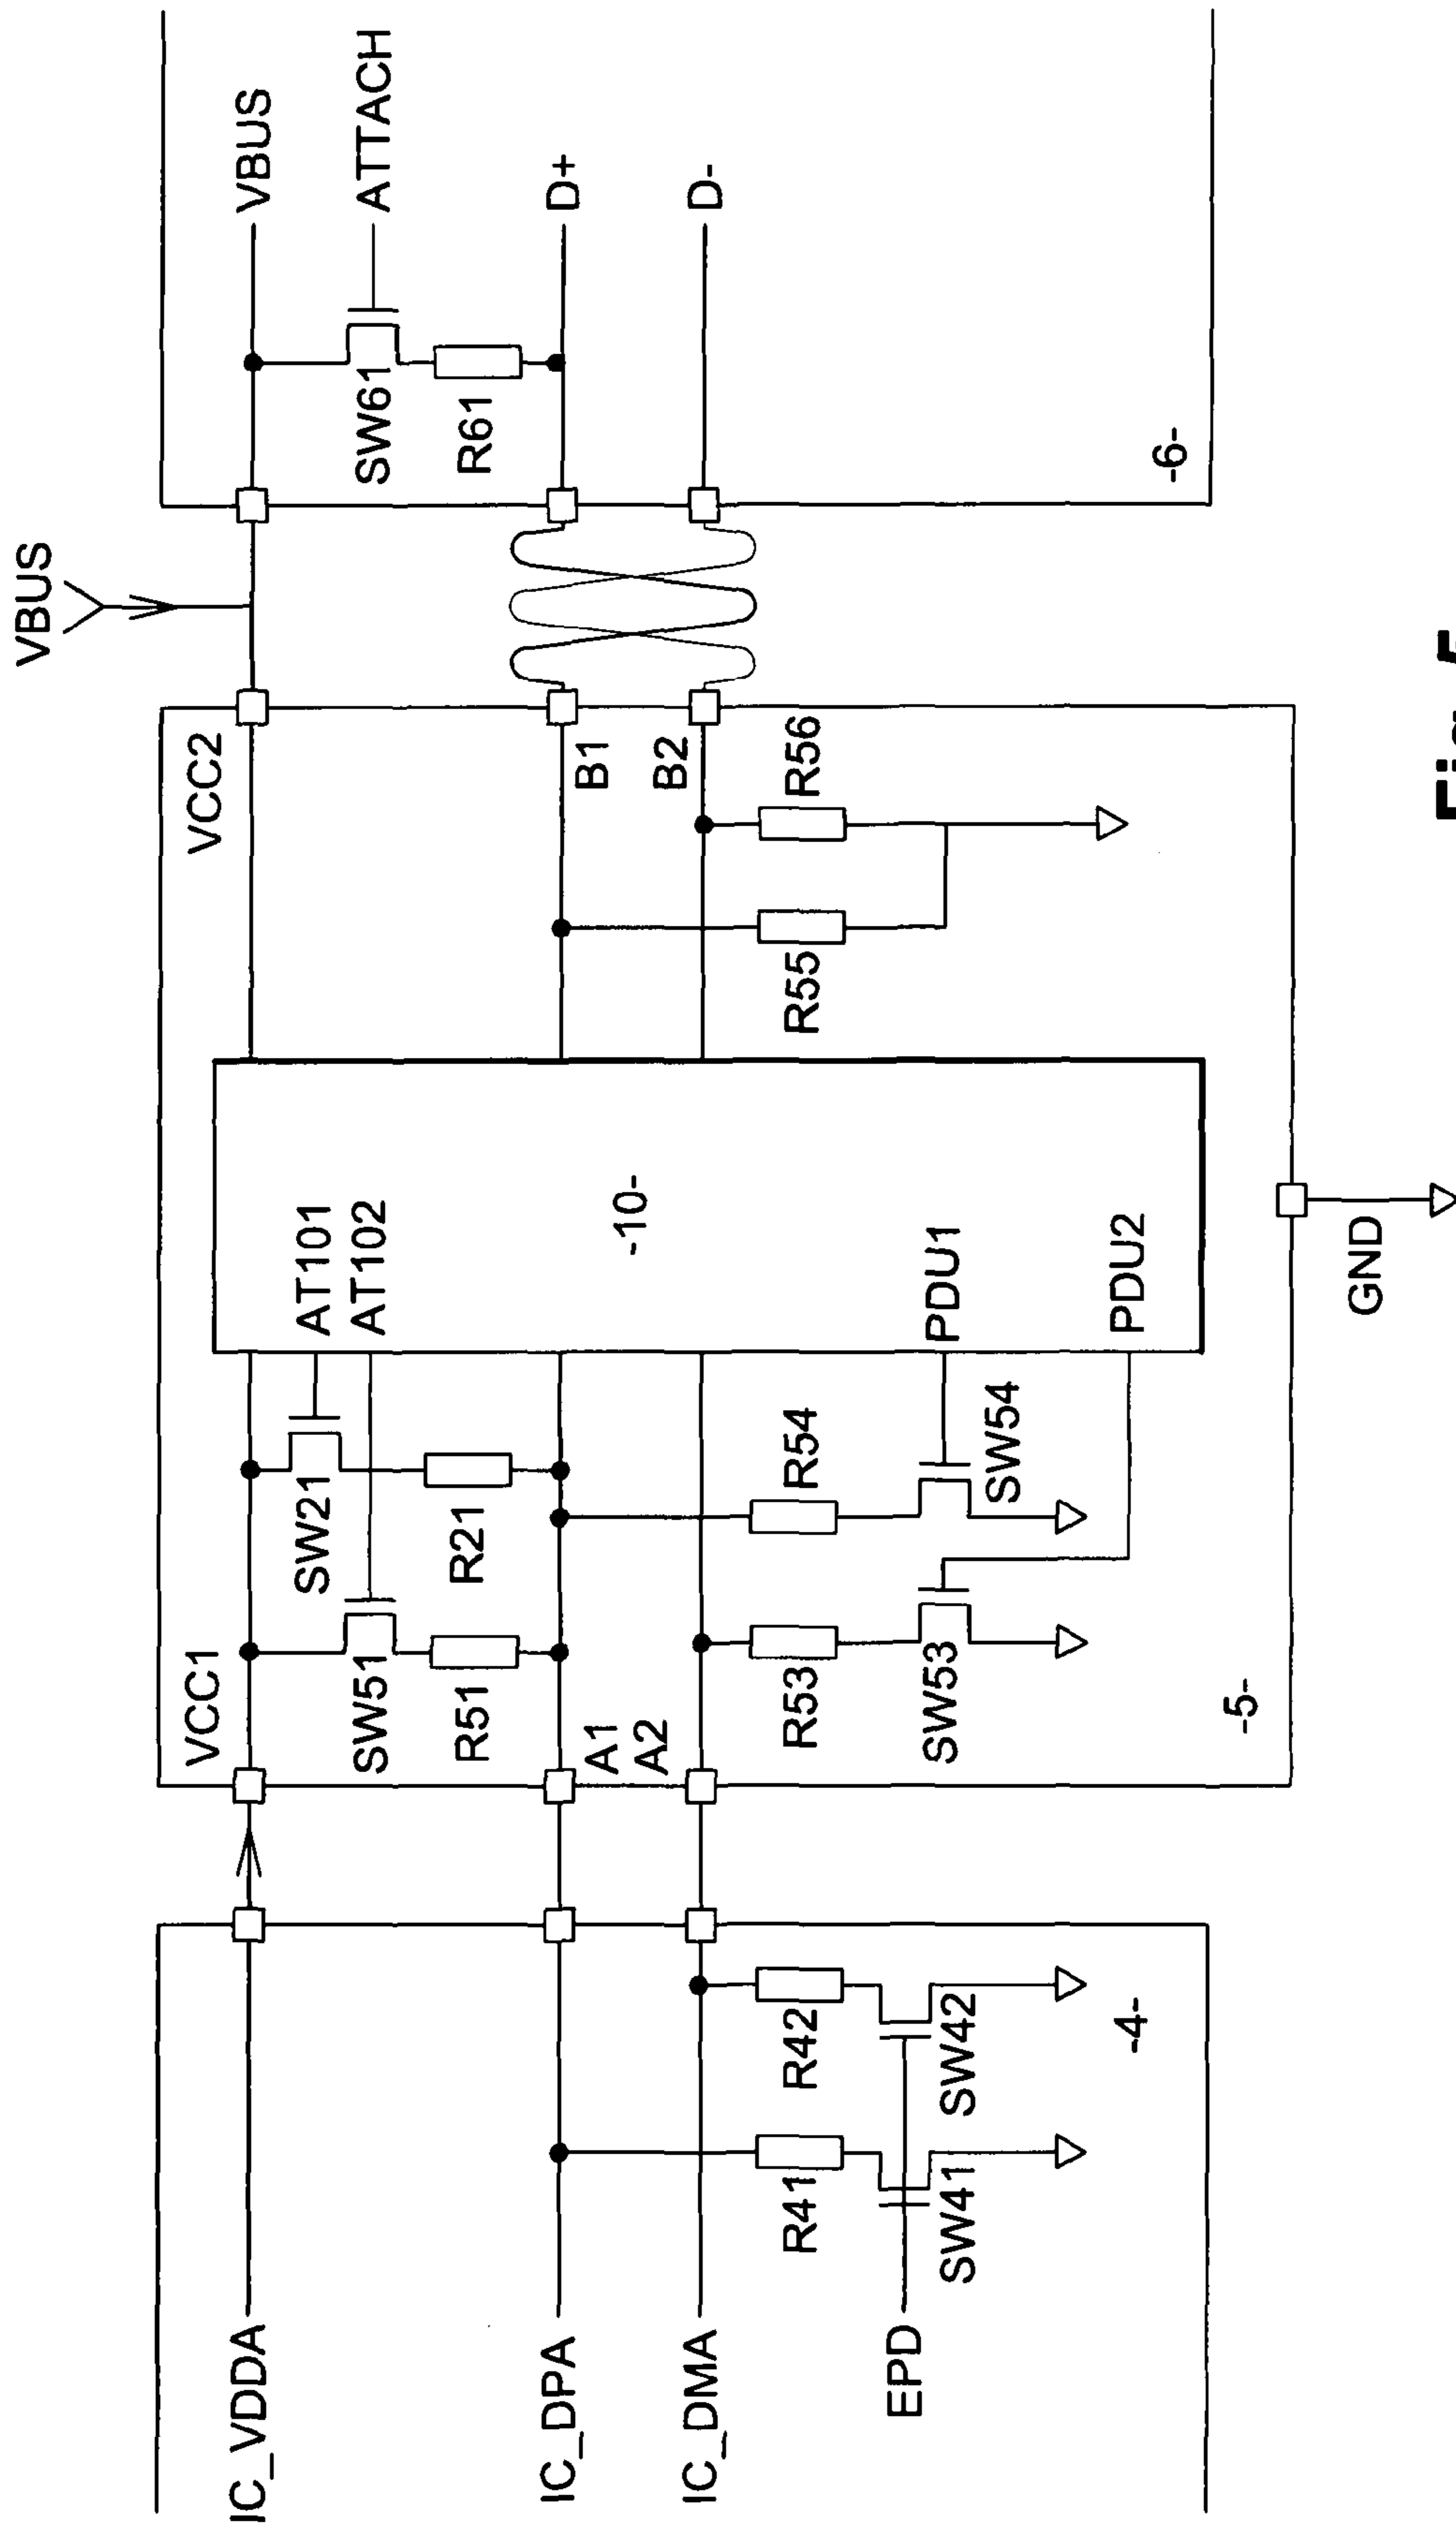 VBUS
VBUS
ATTACH
D+
D-
SW61
R61
-6-
VCC2
B1
B2
R56
R55
AT101
AT102
-10-
PDU1
PDU2
GND
SW21
R21
R54
SW54
VCC1
SW51
R51
A1
A2
R53
SW53
-5-
IC_VDDA
IC_DPA
IC_DMA
R42
SW42
R41
SW41
EPD
-4-